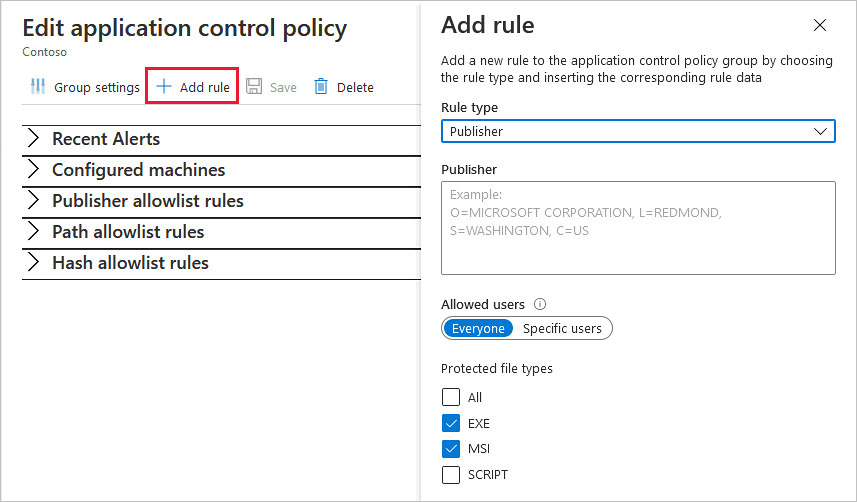 Edit application control policy
Contoso
Group settings
Add rule
Save
Delete
Recent Alerts
Configured machines
Publisher allowlist rules
Path allowlist rules
Hash allowlist rules
Add rule
Add a new rule to the application control policy group by choosing
the rule type and inserting the corresponding rule data
Rule type
Publisher
Publisher
Example:
O=MICROSOFT CORPORATION, L=REDMOND,
S=WASHINGTON, C=US
Allowed users
Everyone
Specific users
Protected file types
All
EXE
MSI
SCRIPT